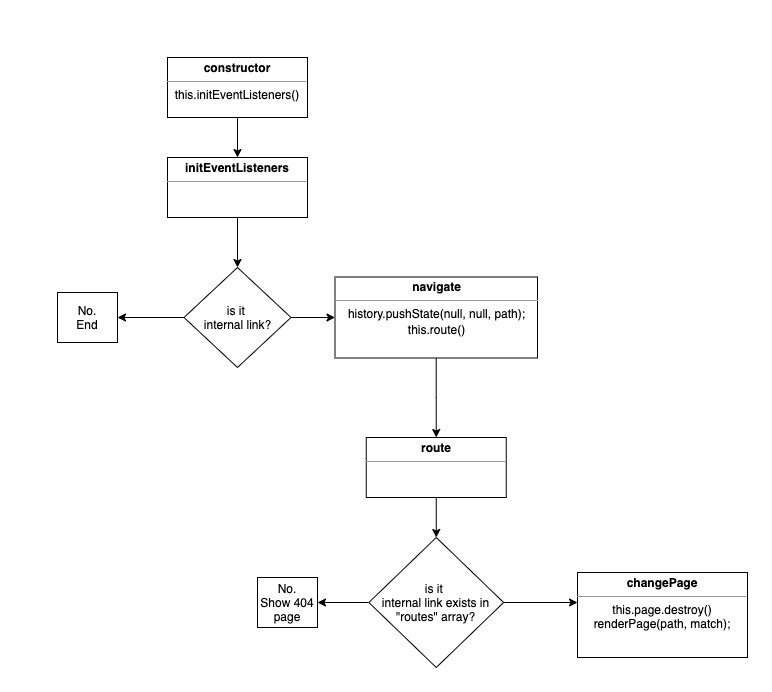 constructor
this.initEventListeners()
initEventListeners
is it
internal link?
No.
End
navigate
history.pushState(null, null, path);
this.route()
route
is it
internal link exists in
"routes" array?
No.
Show 404
page
changePage
this.page.destroy()
renderPage(path, match);